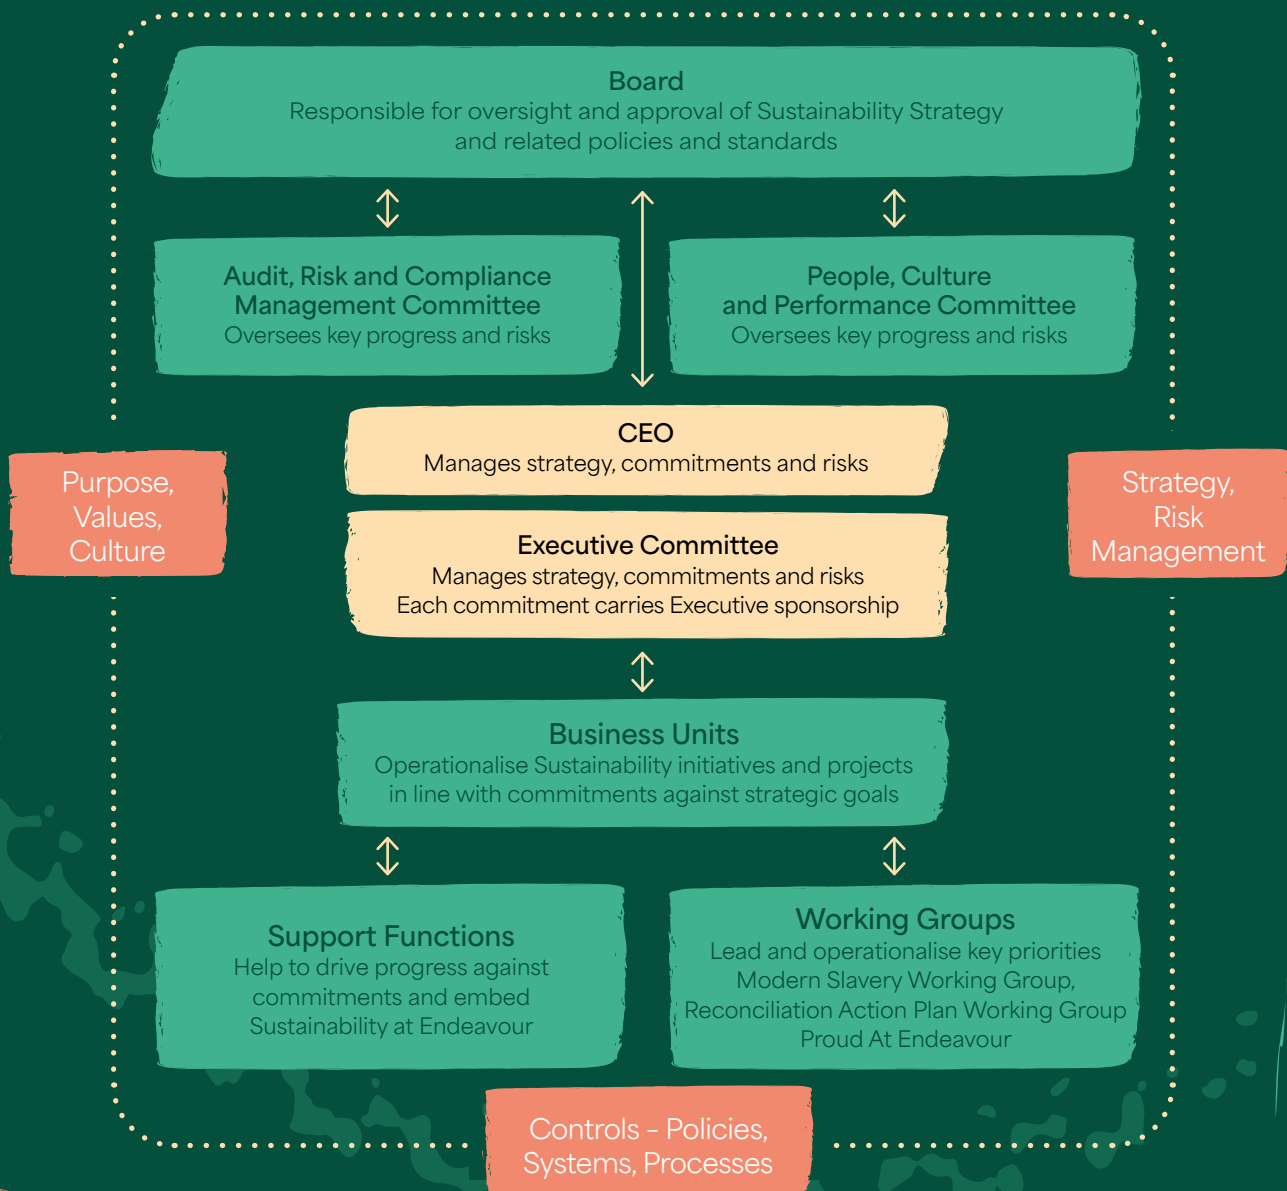 Board
Responsible for oversight and approval of Sustainability Strategy
and related policies and standards
Audit, Risk and Compliance
Management Committee
Oversees key progress and risks
People, Culture
and Performance Committee
Oversees key progress and risks
CEO
Manages strategy, commitments and risks
Purpose,
Values,
Culture
Strategy,
Risk
Management
Executive Committee
Manages strategy, commitments and risks
Each commitment carries Executive sponsorship
Business Units
Operationalise Sustainability initiatives and projects
in line with commitments against strategic goals
Support Functions
Help to drive progress against
commitments and embed
Sustainability at Endeavour
Working Groups
Lead and operationalise key priorities
Modern Slavery Working Group,
Reconciliation Action Plan Working Group
Proud At Endeavour
Controls – Policies,
Systems, Processes